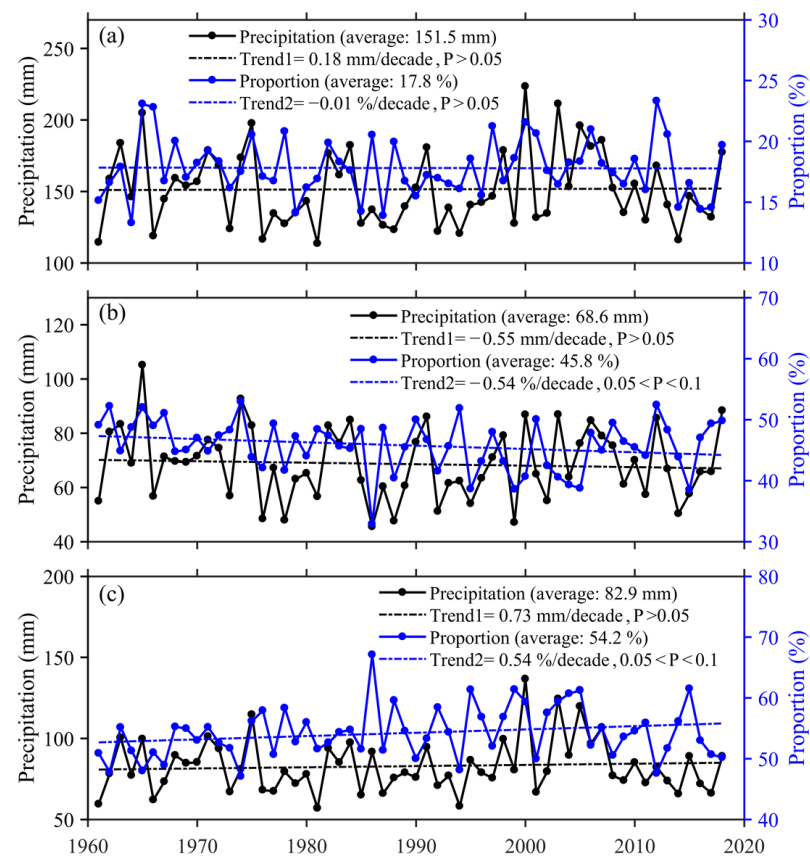 (a)
Precipitation (average: 151.5 mm)
Trend1= 0.18 mm/decade, P>0.05
Proportion (average: 17.8 %)
Trend2= −0.01 %/decade, P>0.05
Precipitation (mm)
250
200
150
100
30
25
20
15
10
Proportion (%)
(b)
Precipitation (average: 68.6 mm)
Trend1= −0.55 mm/decade, P>0.05
Proportion (average: 45.8 %)
Trend2= −0.54 %/decade, 0.05<P<0.1
Precipitation (mm)
120
100
80
60
40
70
60
50
40
30
Proportion (%)
(c)
Precipitation (average: 82.9 mm)
Trend1= 0.73 mm/decade, P>0.05
Proportion (average: 54.2 %)
Trend2= 0.54 %/decade, 0.05<P<0.1
Precipitation (mm)
200
150
100
50
80
70
60
50
40
Proportion (%)
1960 1970 1980 1990 2000 2010 2020